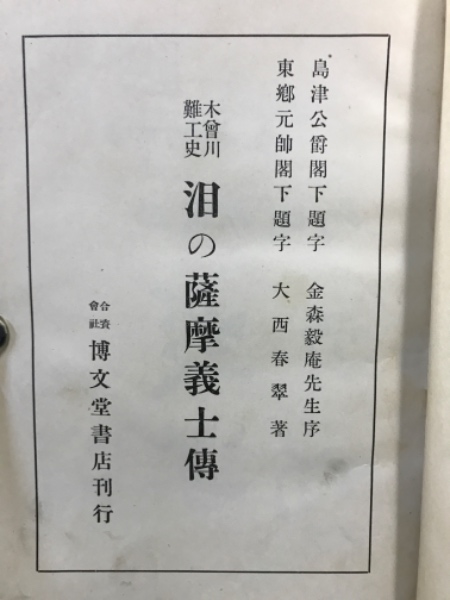 島津公爵閣下題字 金森毅庵先生序
東鄕元帥閣下題字 大西春翠著
木曾川
難工史
泪の薩摩義士傳
合資
會社
博文堂書店刊行